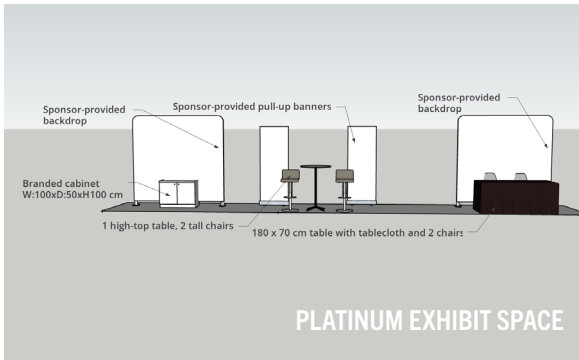 Sponsor-provided
backdrop
Sponsor-provided pull-up banners
Sponsor-provided
backdrop
Branded cabinet
W:100xD:50xH100 cm
1 high-top table, 2 tall chairs
180 x 70 cm table with tablecloth and 2 chairs
PLATINUM EXHIBIT SPACE